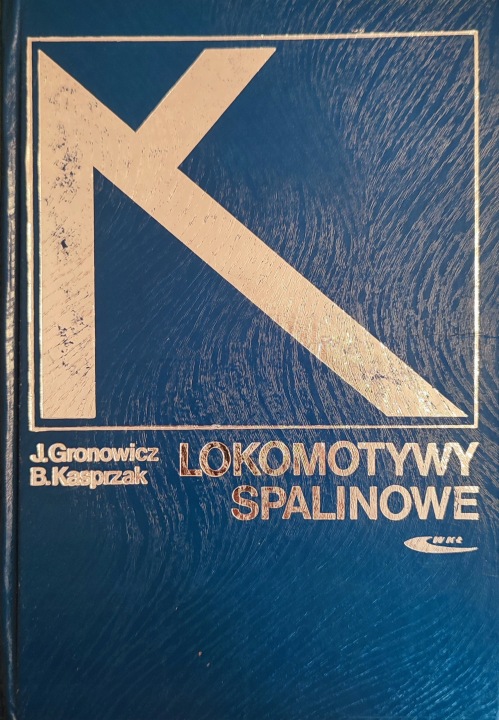 K
J.Gronowicz
B.Kasprzak
LOKOMOTYWY
SPALINOWE
WKŁ